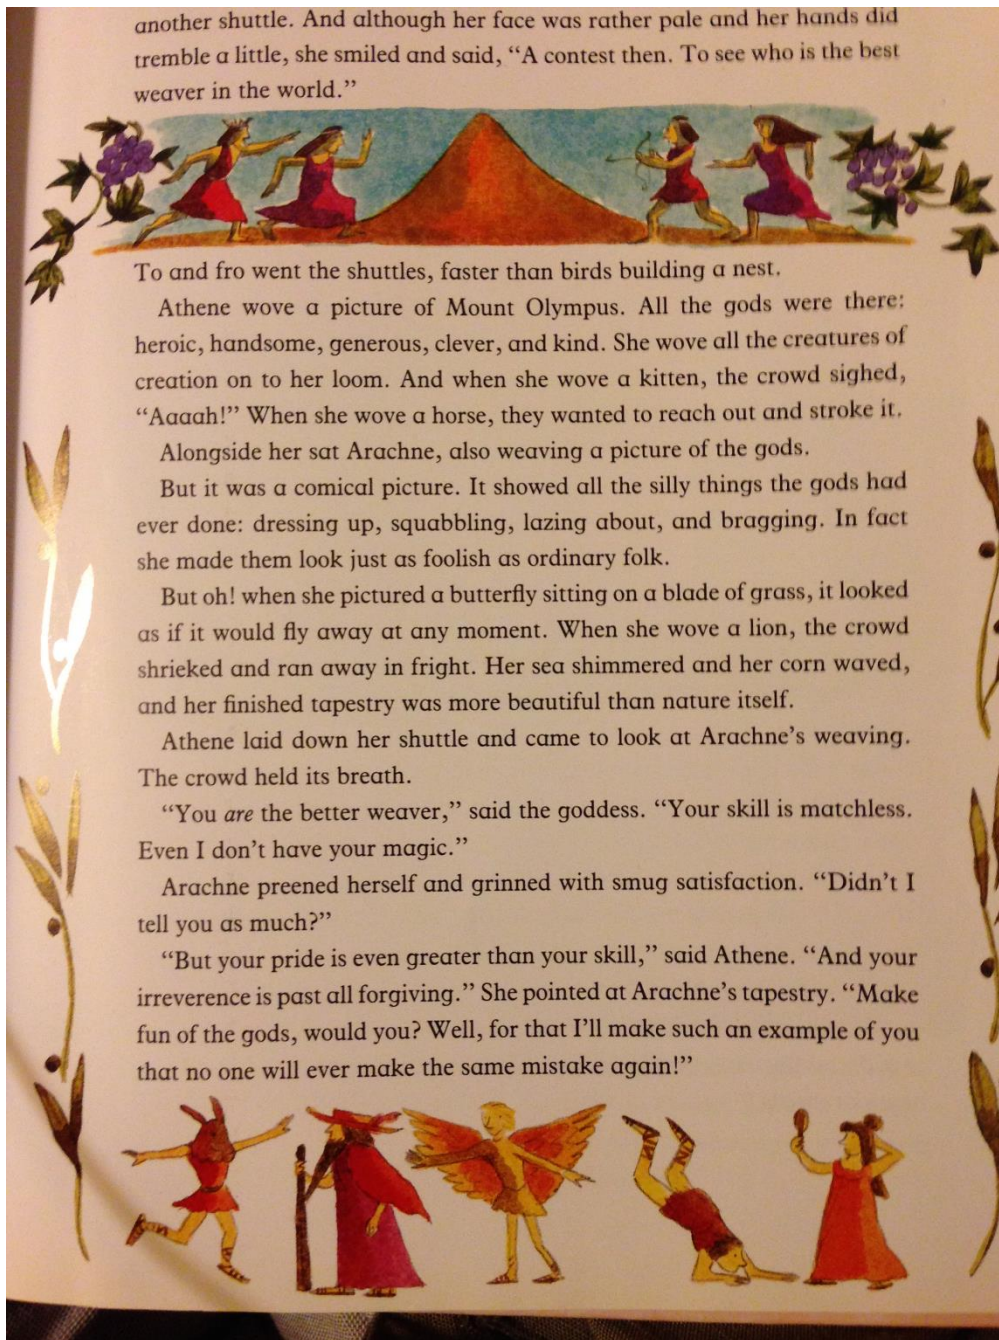 another shuttle. And although her face was rather pale and her hands did
tremble a little, she smiled and said, “A contest then. To see who is the best
weaver in the world.”
To and fro went the shuttles, faster than birds building a nest.
Athene wove a picture of Mount Olympus. All the gods were there:
heroic, handsome, generous, clever, and kind. She wove all the creatures of
creation on to her loom. And when she wove a kitten, the crowd sighed,
“Aaaah!” When she wove a horse, they wanted to reach out and stroke it.
Alongside her sat Arachne, also weaving a picture of the gods.
But it was a comical picture. It showed all the silly things the gods had
ever done: dressing up, squabbling, lazing about, and bragging. In fact
she made them look just as foolish as ordinary folk.
But oh! when she pictured a butterfly sitting on a blade of grass, it looked
as if it would fly away at any moment. When she wove a lion, the crowd
shrieked and ran away in fright. Her sea shimmered and her corn waved,
and her finished tapestry was more beautiful than nature itself.
Athene laid down her shuttle and came to look at Arachne’s weaving.
The crowd held its breath.
“You are the better weaver,” said the goddess. “Your skill is matchless.
Even I don’t have your magic.”
Arachne preened herself and grinned with smug satisfaction. “Didn’t I
tell you as much?”
“But your pride is even greater than your skill,” said Athene. “And your
irreverence is past all forgiving.” She pointed at Arachne’s tapestry. “Make
fun of the gods, would you? Well, for that I’ll make such an example of you
that no one will ever make the same mistake again!”